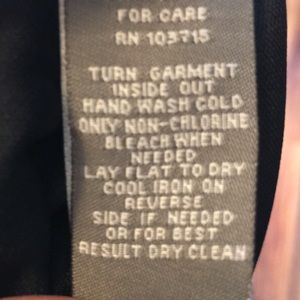 FOR CARE
RN 103715
TURN GARMENT
INSIDE OUT
HAND WASH COLD
ONLY NON-CHLORINE
BLEACH WHEN
NEEDED
LAY FLAT TO DRY
COOL IRON ON
REVERSE
SIDE IF NEEDED
OR FOR BEST
RESULT DRY CLEAN